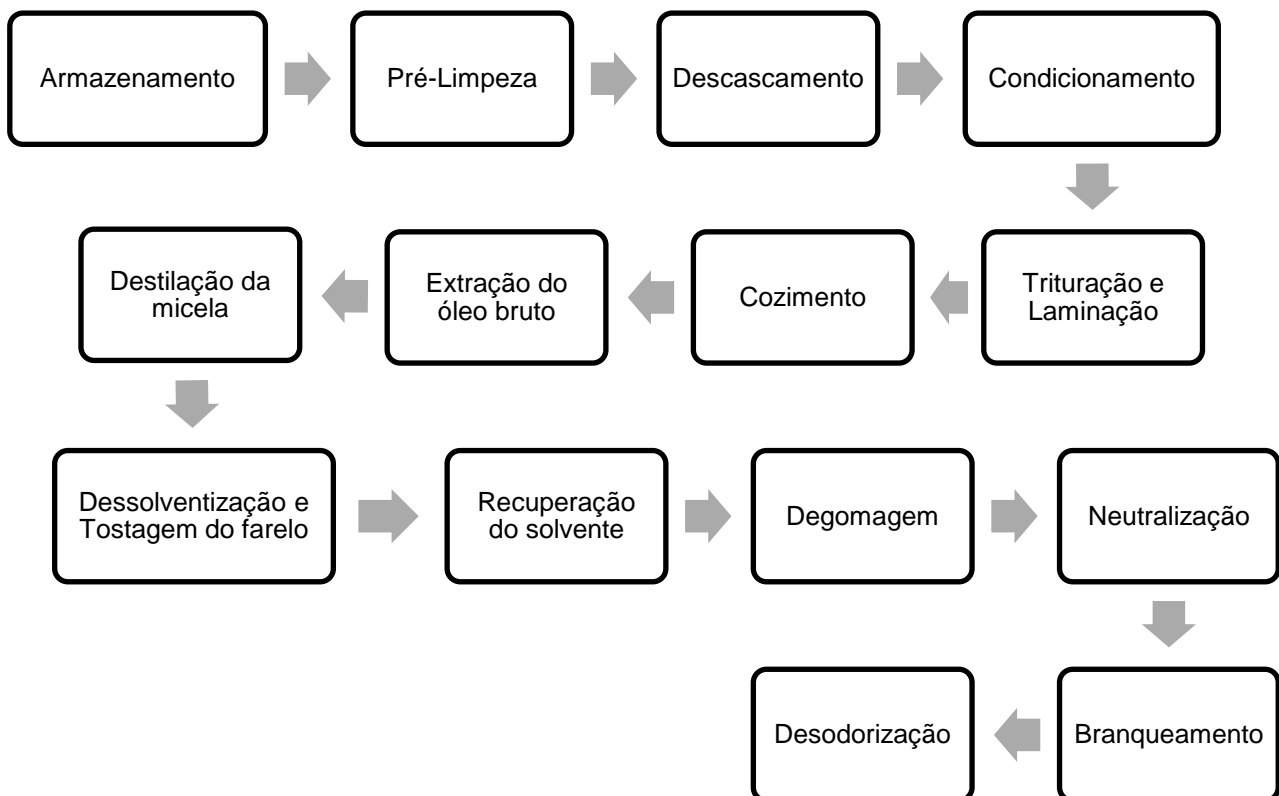 Armazenamento
Pré-Limpeza
Descascamento
Condicionamento
Trituração e
Laminação
Cozimento
Extração do
óleo bruto
Destilação da
micela
Dessolventização e
Tostagem do farelo
Recuperação
do solvente
Degomagem
Neutralização
Branqueamento
Desodorização